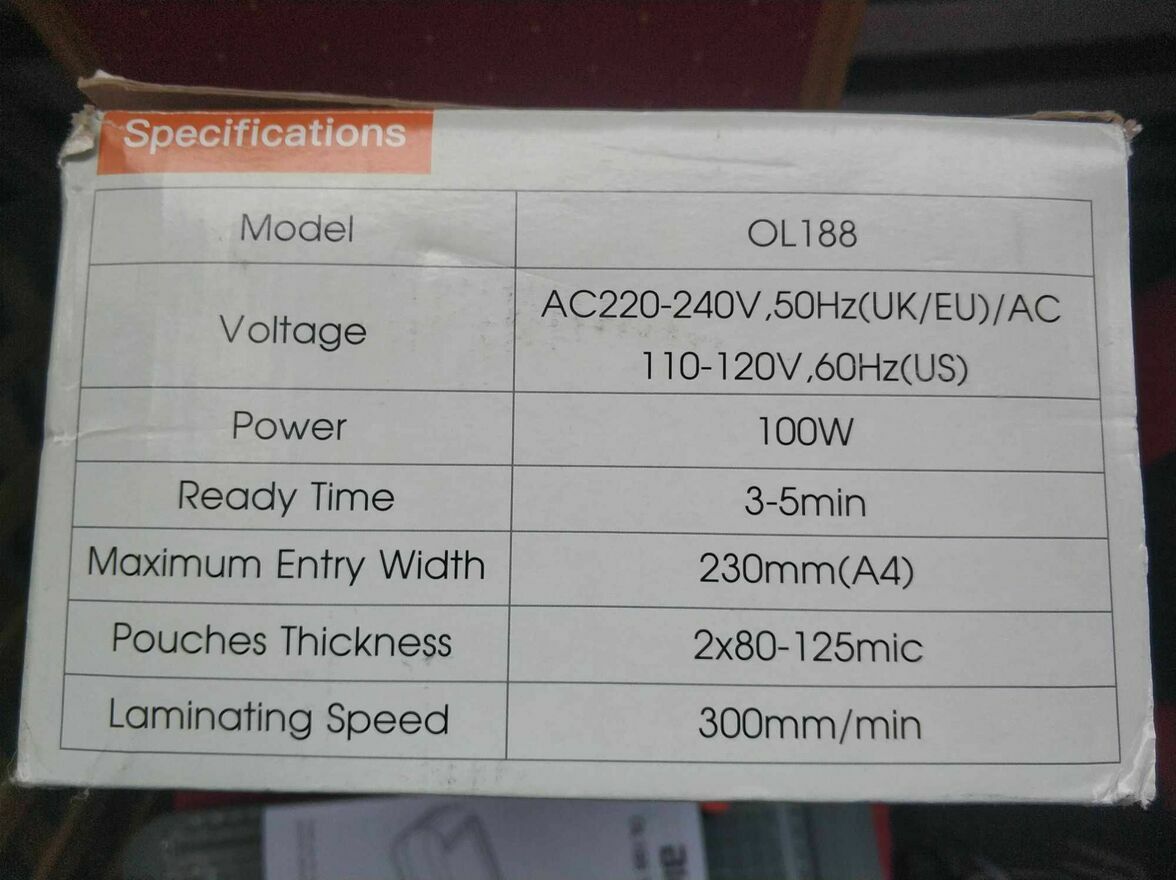 Specifications
Model OL188
Voltage AC220-240V,50Hz(UK/EU)/AC
110-120V,60Hz(US)
Power 100W
Ready Time 3-5min
Maximum Entry Width 230mm(A4)
Pouches Thickness 2x80-125mic
Laminating Speed 300mm/min